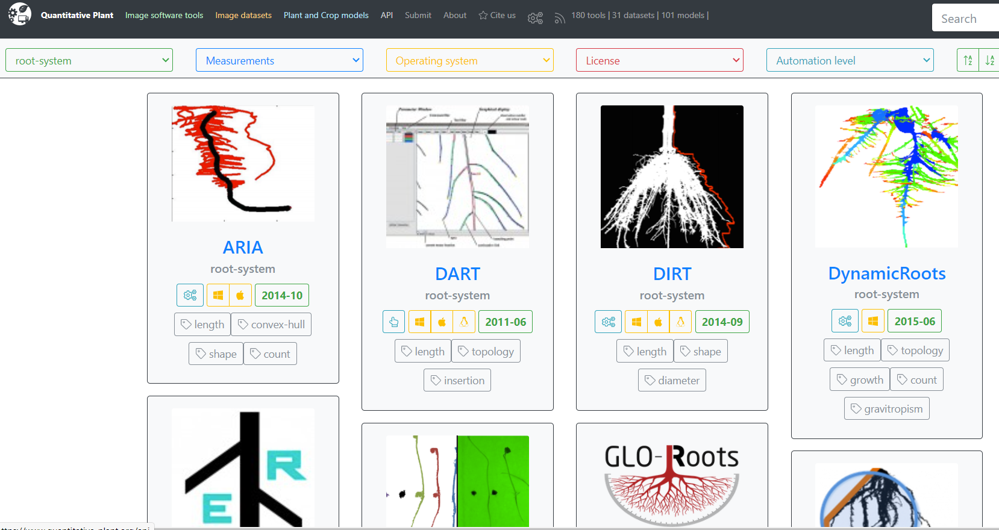 Quantitative Plant Image software tools Image datasets Plant and Crop models API Submit About Cite us 180 tools | 31 datasets | 101 models | Search
root-system Measurements Operating system License Automation level
ARIA
root-system
2014-10
length convex-hull
shape count
DART
root-system
2011-06
length topology
insertion
DIRT
root-system
2014-09
length shape
diameter
DynamicRoots
root-system
2015-06
length topology
growth count
gravitropism
R
E
GLO-Roots